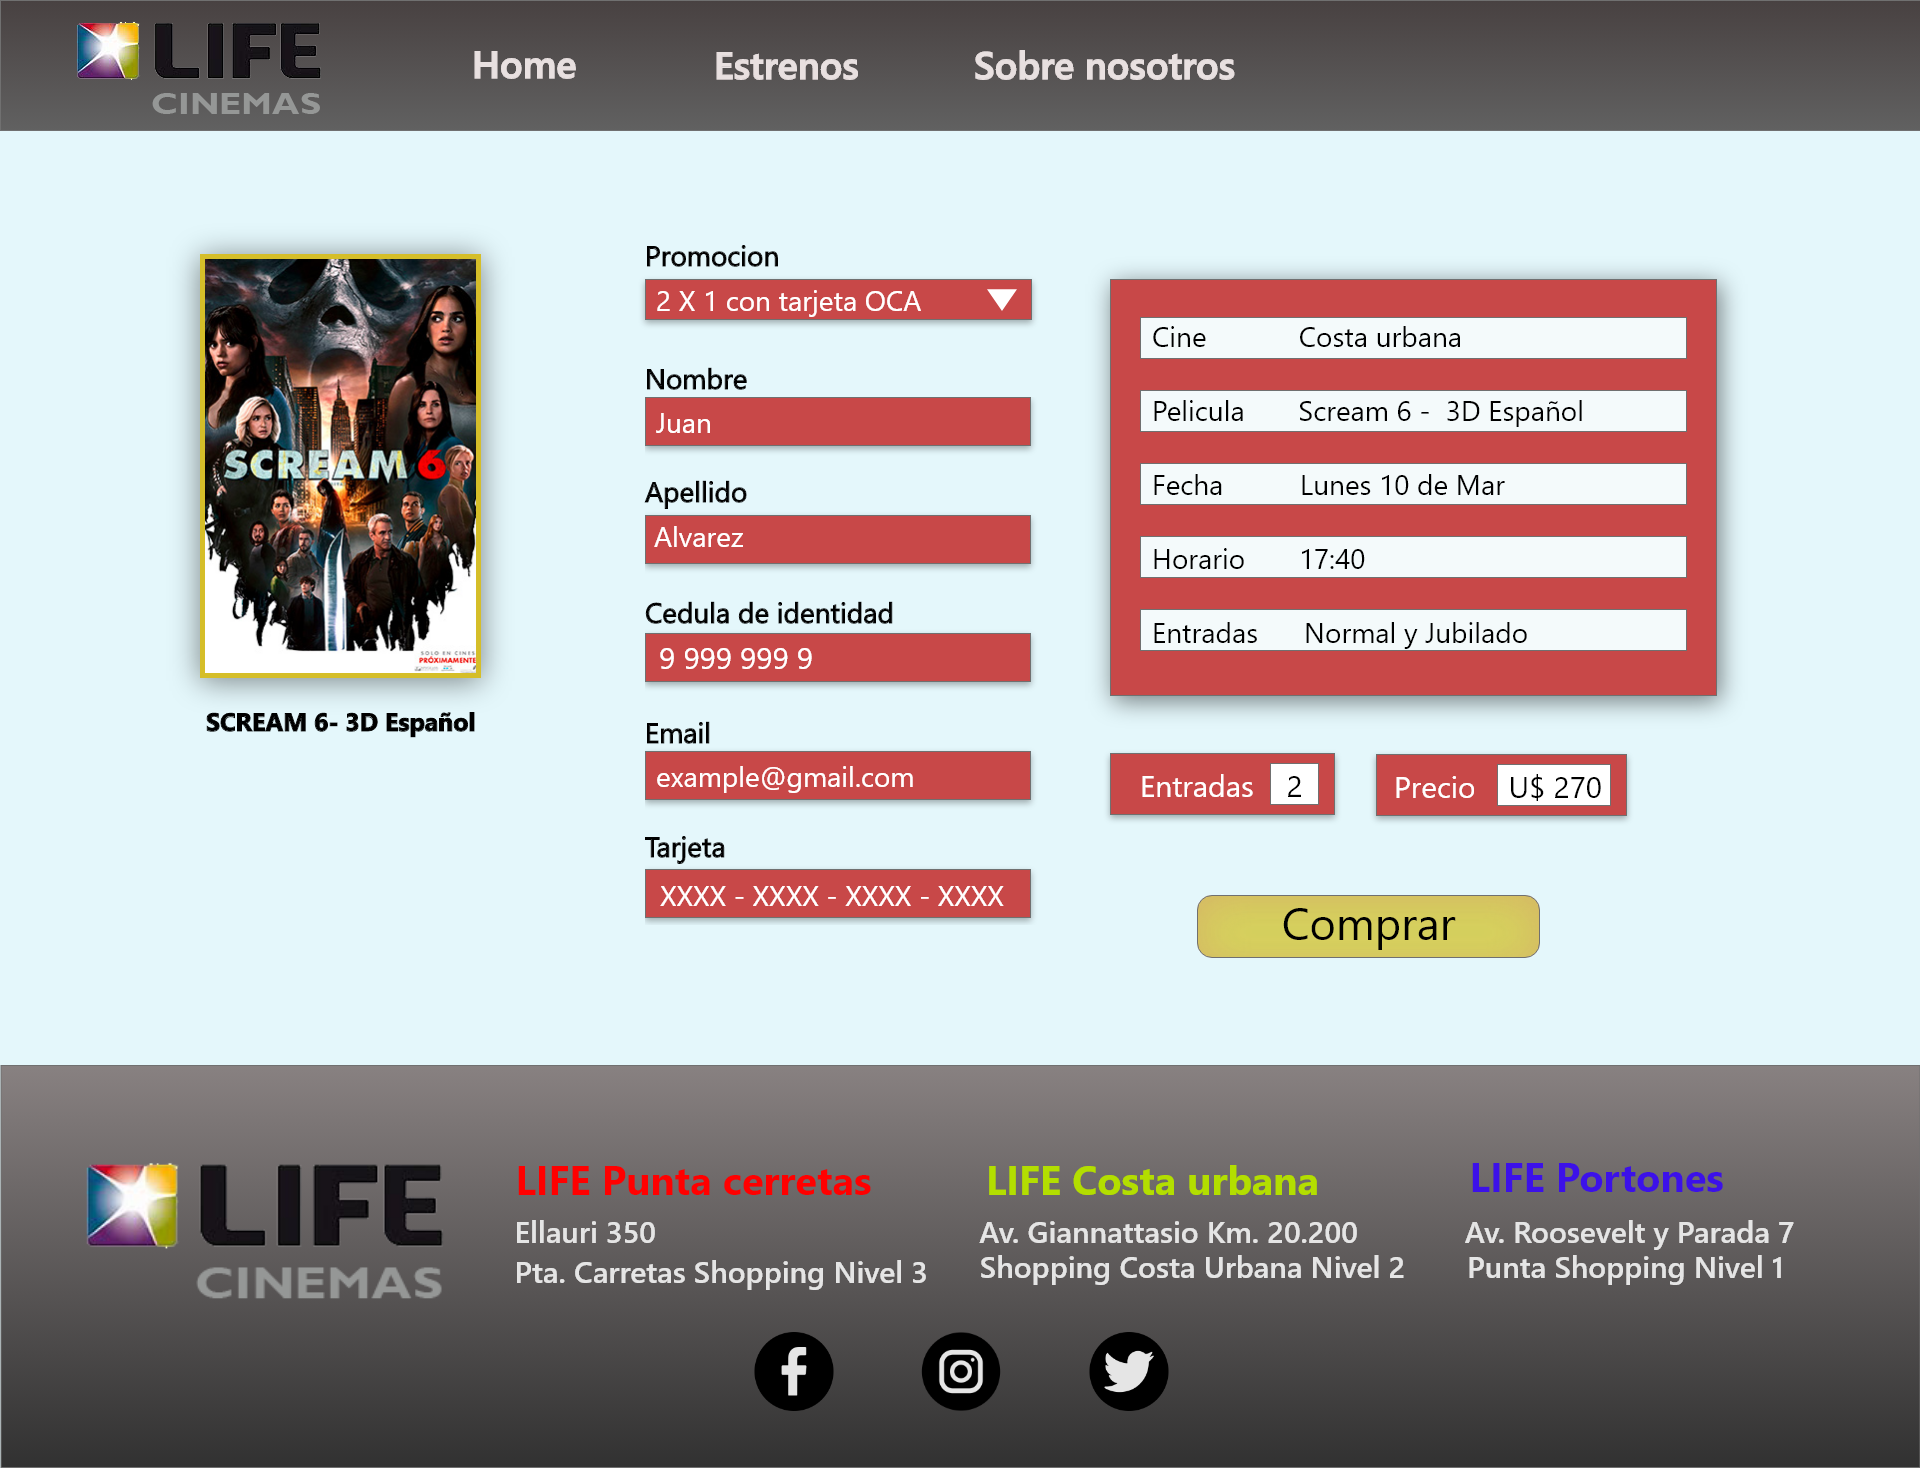 LIFE
CINEMAS
Home
Estrenos
Sobre nosotros
SCREAM 6
SOLO EN CINES
PRÓXIMAMENTE
SCREAM 6- 3D Español
Promocion
2 X 1 con tarjeta OCA
Nombre
Juan
Apellido
Alvarez
Cedula de identidad
9 999 999 9
Email
example@gmail.com
Tarjeta
XXXX - XXXX - XXXX - XXXX
Cine Costa urbana
Pelicula Scream 6 - 3D Español
Fecha Lunes 10 de Mar
Horario 17:40
Entradas Normal y Jubilado
Entradas 2
Precio U$ 270
Comprar
LIFE
CINEMAS
LIFE Punta cerretas
Ellauri 350
Pta. Carretas Shopping Nivel 3
LIFE Costa urbana
Av. Giannattasio Km. 20.200
Shopping Costa Urbana Nivel 2
LIFE Portones
Av. Roosevelt y Parada 7
Punta Shopping Nivel 1